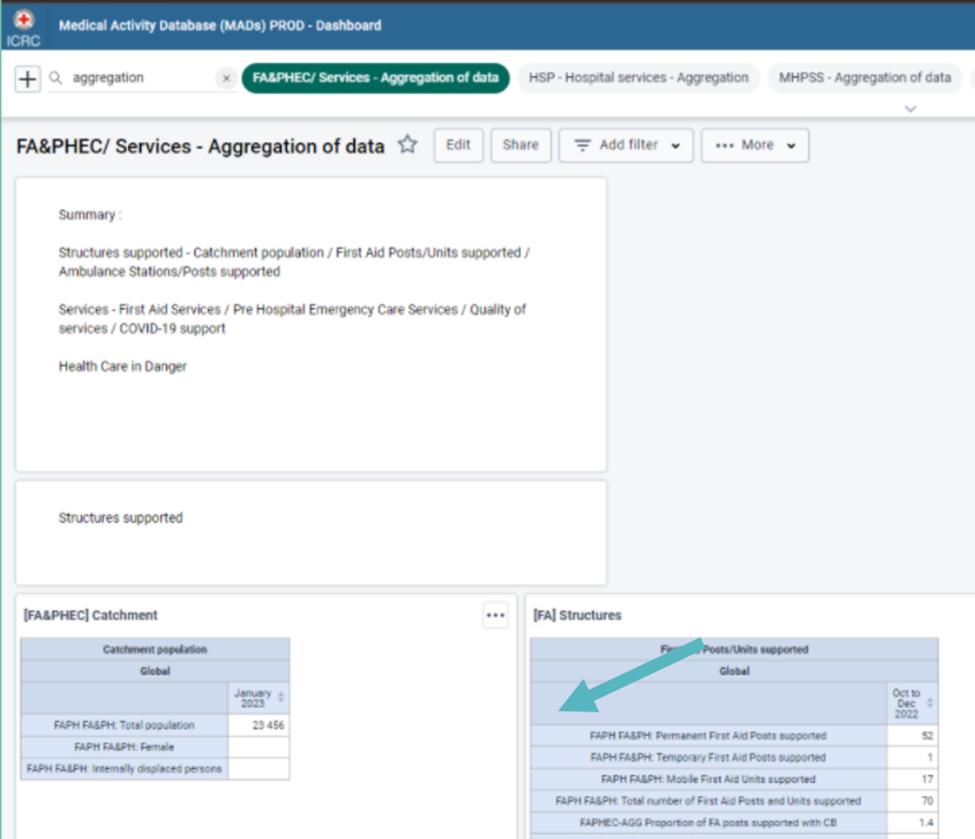 ICRC
Medical Activity Database (MADs) PROD - Dashboard
aggregation
FA&PHEC/ Services - Aggregation of data
HSP - Hospital services - Aggregation
MHPSS - Aggregation of data
FA&PHEC/ Services - Aggregation of data
Edit
Share
Add filter
More
Summary :
Structures supported - Catchment population / First Aid Posts/Units supported /
Ambulance Stations/Posts supported
Services - First Aid Services / Pre Hospital Emergency Care Services / Quality of
services / COVID-19 support
Health Care in Danger
Structures supported
[FA&PHEC] Catchment
Catchment population
Global
January
2023
FAPH FA&PH: Total population 23 456
FAPH FA&PH: Female
FAPH FA&PH: Internally displaced persons
[FA] Structures
Posts/Units supported
Global
Oct to
Dec
2022
FAPH FA&PH: Permanent First Aid Posts supported 52
FAPH FA&PH: Temporary First Aid Posts supported 1
FAPH FA&PH: Mobile First Aid Units supported 17
FAPH FA&PH: Total number of First Aid Posts and Units supported 70
FAPHEC-AGG Proportion of FA posts supported with CB 1.4